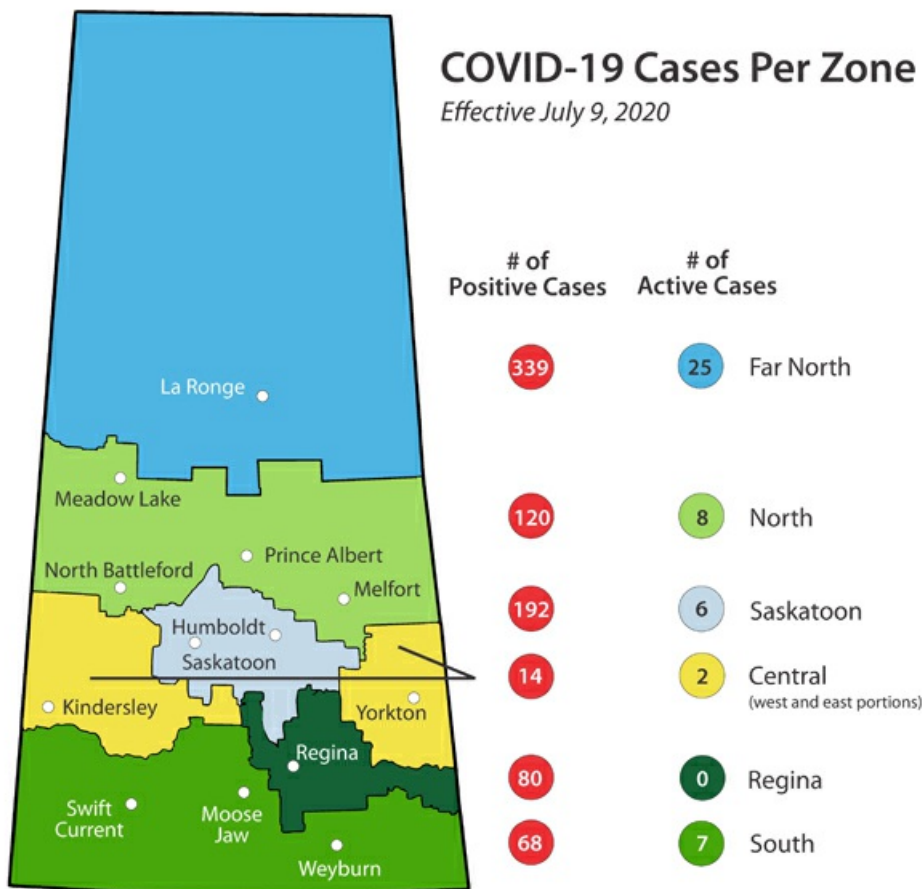 COVID-19 Cases Per Zone
Effective July 9, 2020
# of
Positive Cases
# of
Active Cases
339
25
Far North
120
8
North
192
6
Saskatoon
14
2
Central
(west and east portions)
80
0
Regina
68
7
South
La Ronge
Meadow Lake
Prince Albert
North Battleford
Melfort
Humboldt
Saskatoon
Kindersley
Yorkton
Regina
Swift
Current
Moose
Jaw
Weyburn